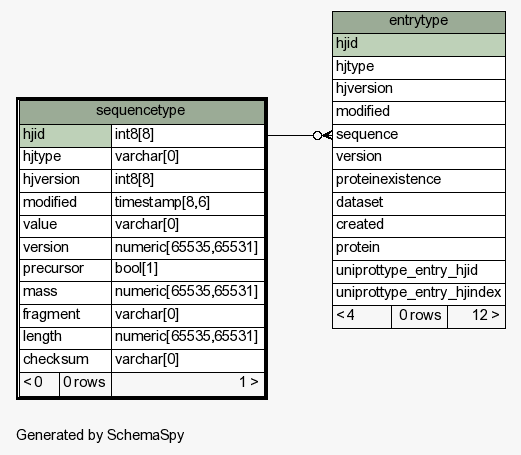 entrytype
hjid
hjtype
hjversion
modified
sequence
version
proteinexistence
dataset
created
protein
uniprottype_entry_hjid
uniprottype_entry_hjindex
< 4 0 rows 12 >
sequencetype
hjid int8[8]
hjtype varchar[0]
hjversion int8[8]
modified timestamp[8,6]
value varchar[0]
version numeric[65535,65531]
precursor bool[1]
mass numeric[65535,65531]
fragment varchar[0]
length numeric[65535,65531]
checksum varchar[0]
< 0 0 rows 1 >
Generated by SchemaSpy